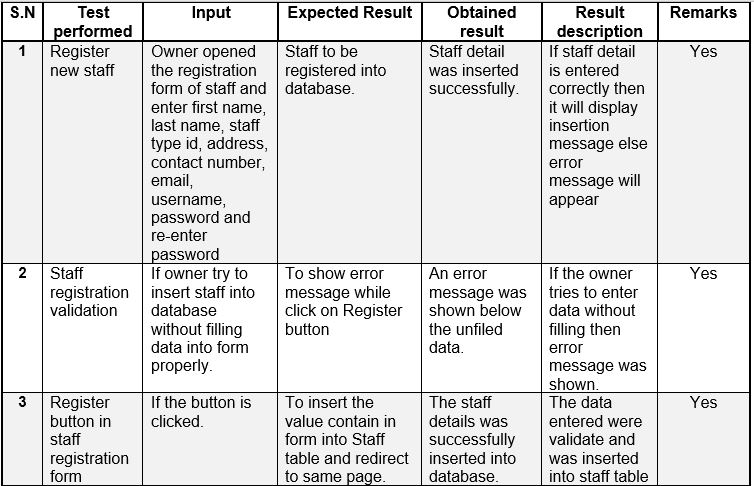 S.N
Test
performed
Input
Expected Result
Obtained
result
Result
description
Remarks
1
Register
new staff
Owner opened
the registration
form of staff and
enter first name,
last name, staff
type id, address,
contact number,
email,
username,
password and
re-enter
password
Staff to be
registered into
database.
Staff detail
was inserted
successfully.
If staff detail
is entered
correctly then
it will display
insertion
message else
error
message will
appear
Yes
2
Staff
registration
validation
If owner try to
insert staff into
database
without filling
data into form
properly.
To show error
message while
click on Register
button
An error
message was
shown below
the unfiled
data.
If the owner
tries to enter
data without
filling then
error
message was
shown.
Yes
3
Register
button in
staff
registration
form
If the button is
clicked.
To insert the
value contain in
form into Staff
table and redirect
to same page.
The staff
details was
successfully
inserted into
database.
The data
entered were
validate and
was inserted
into staff table
Yes